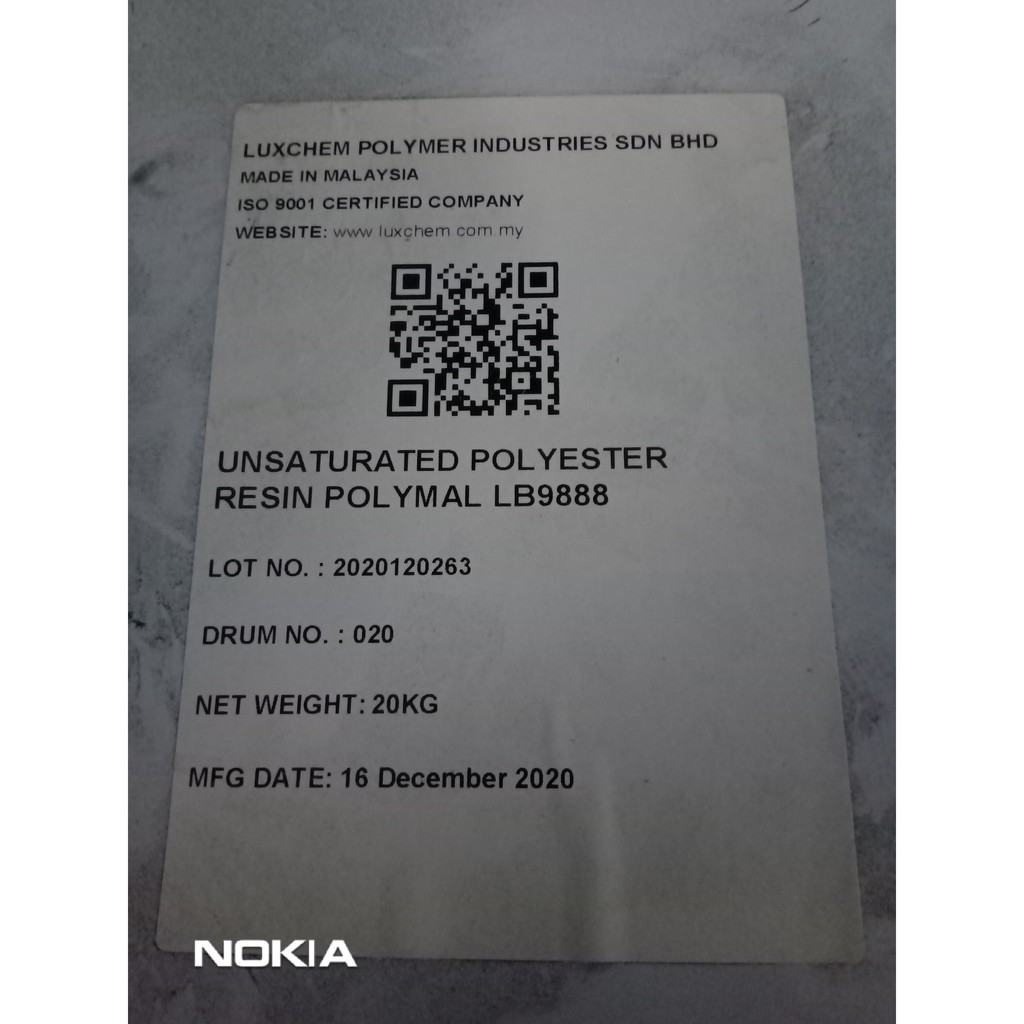 LUXCHEM POLYMER INDUSTRIES SDN BHD
MADE IN MALAYSIA
ISO 9001 CERTIFIED COMPANY
WEBSITE: www.luxchem.com.my
UNSATURATED POLYESTER
RESIN POLYMAL LB9888
LOT NO. : 2020120263
DRUM NO. : 020
NET WEIGHT: 20KG
MFG DATE: 16 December 2020
NOKIA